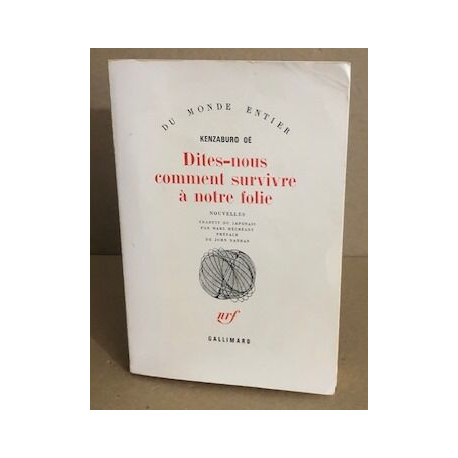 DU MONDE ENTIER
KENZABURÔ OÉ
Dites-nous
comment survivre
à notre folie
NOUVELLES
TRADUIT DU JAPONAIS
PAR MARC MÉCRÉANT
PRÉFACE
DE JOHN NATHAN
nrf
GALLIMARD